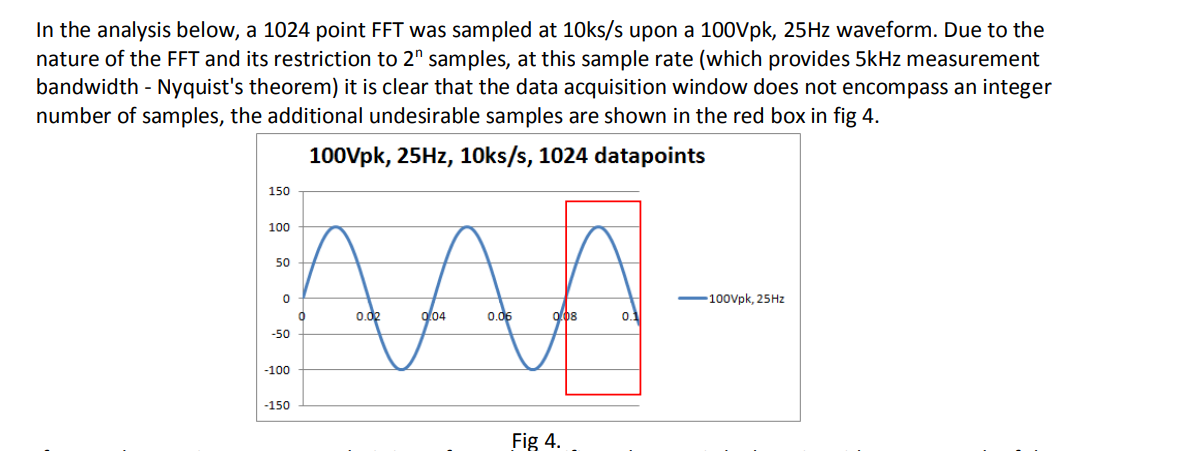 In the analysis below, a 1024 point FFT was sampled at 10ks/s upon a 100Vpk, 25Hz waveform. Due to the
nature of the FFT and its restriction to 2ⁿ samples, at this sample rate (which provides 5kHz measurement
bandwidth - Nyquist's theorem) it is clear that the data acquisition window does not encompass an integer
number of samples, the additional undesirable samples are shown in the red box in fig 4.
100Vpk, 25Hz, 10ks/s, 1024 datapoints
150
100
50
0
0 0.02 0.04 0.06 0.08 0.1
-50
-100
-150
100Vpk, 25Hz
Fig 4.